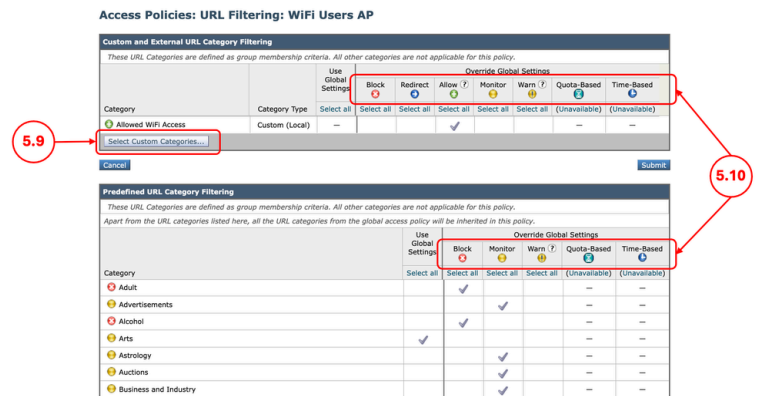 Access Policies: URL Filtering: WiFi Users AP
Custom and External URL Category Filtering
These URL Categories are defined as group membership criteria. All other categories are not applicable for this policy.
Use Global Settings
Override Global Settings
Block Redirect Allow ? Monitor Warn ? Quota-Based Time-Based
Category Category Type Select all Select all Select all Select all Select all Select all (Unavailable) (Unavailable)
Allowed WiFi Access Custom (Local) — — —
5.9
Select Custom Categories...
Cancel Submit
5.10
Predefined URL Category Filtering
These URL Categories are defined as group membership criteria. All other categories are not applicable for this policy.
Apart from the URL categories listed here, all the URL categories from the global access policy will be inherited in this policy.
Use Global Settings
Override Global Settings
Block Monitor Warn ? Quota-Based Time-Based
Category Select all Select all Select all Select all (Unavailable) (Unavailable)
Adult — —
Advertisements — —
Alcohol — —
Arts — —
Astrology — —
Auctions — —
Business and Industry — —